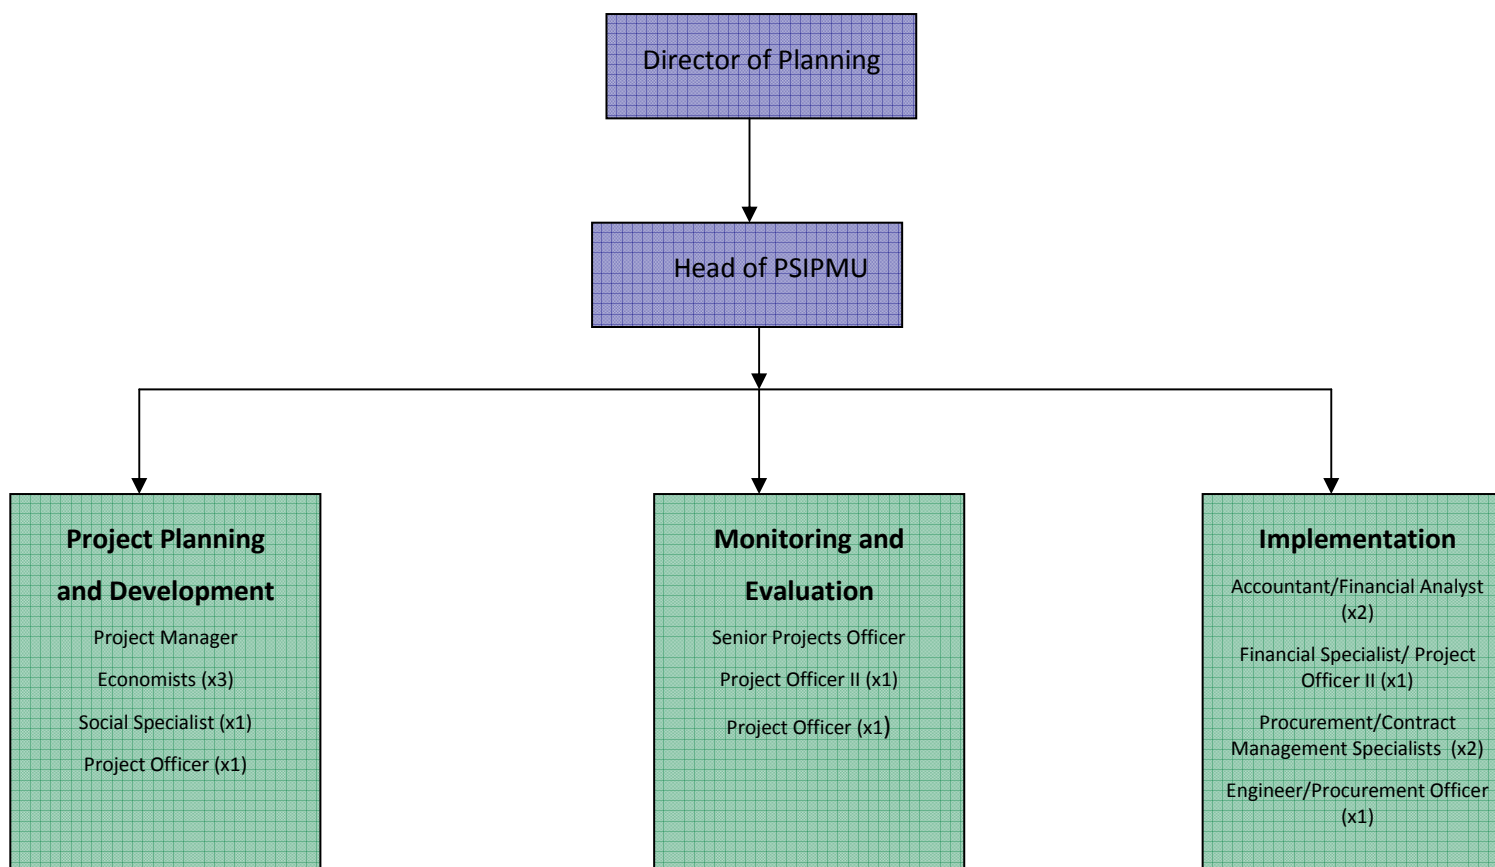 Director of Planning
Head of PSIPMU
Project Planning
and Development
Project Manager
Economists (x3)
Social Specialist (x1)
Project Officer (x1)
Monitoring and
Evaluation
Senior Projects Officer
Project Officer II (x1)
Project Officer (x1)
Implementation
Accountant/Financial Analyst
(x2)
Financial Specialist/ Project
Officer II (x1)
Procurement/Contract
Management Specialists (x2)
Engineer/Procurement Officer
(x1)